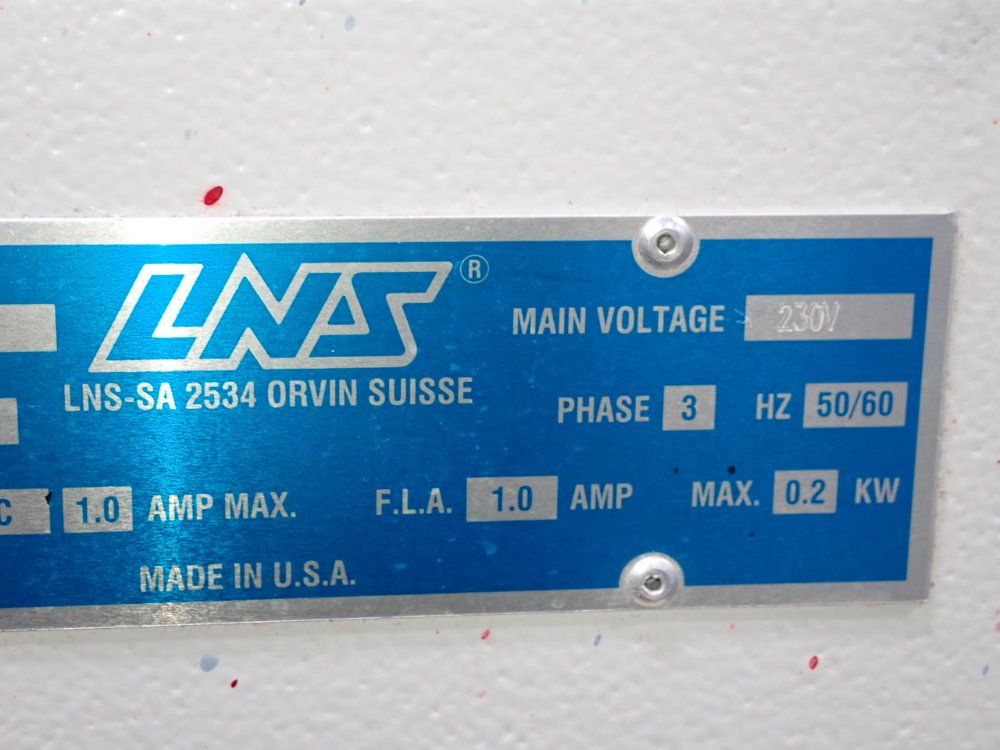 LNS®
MAIN VOLTAGE 230V
LNS-SA 2534 ORVIN SUISSE
PHASE 3 HZ 50/60
C 1.0 AMP MAX. F.L.A. 1.0 AMP MAX. 0.2 KW
MADE IN U.S.A.